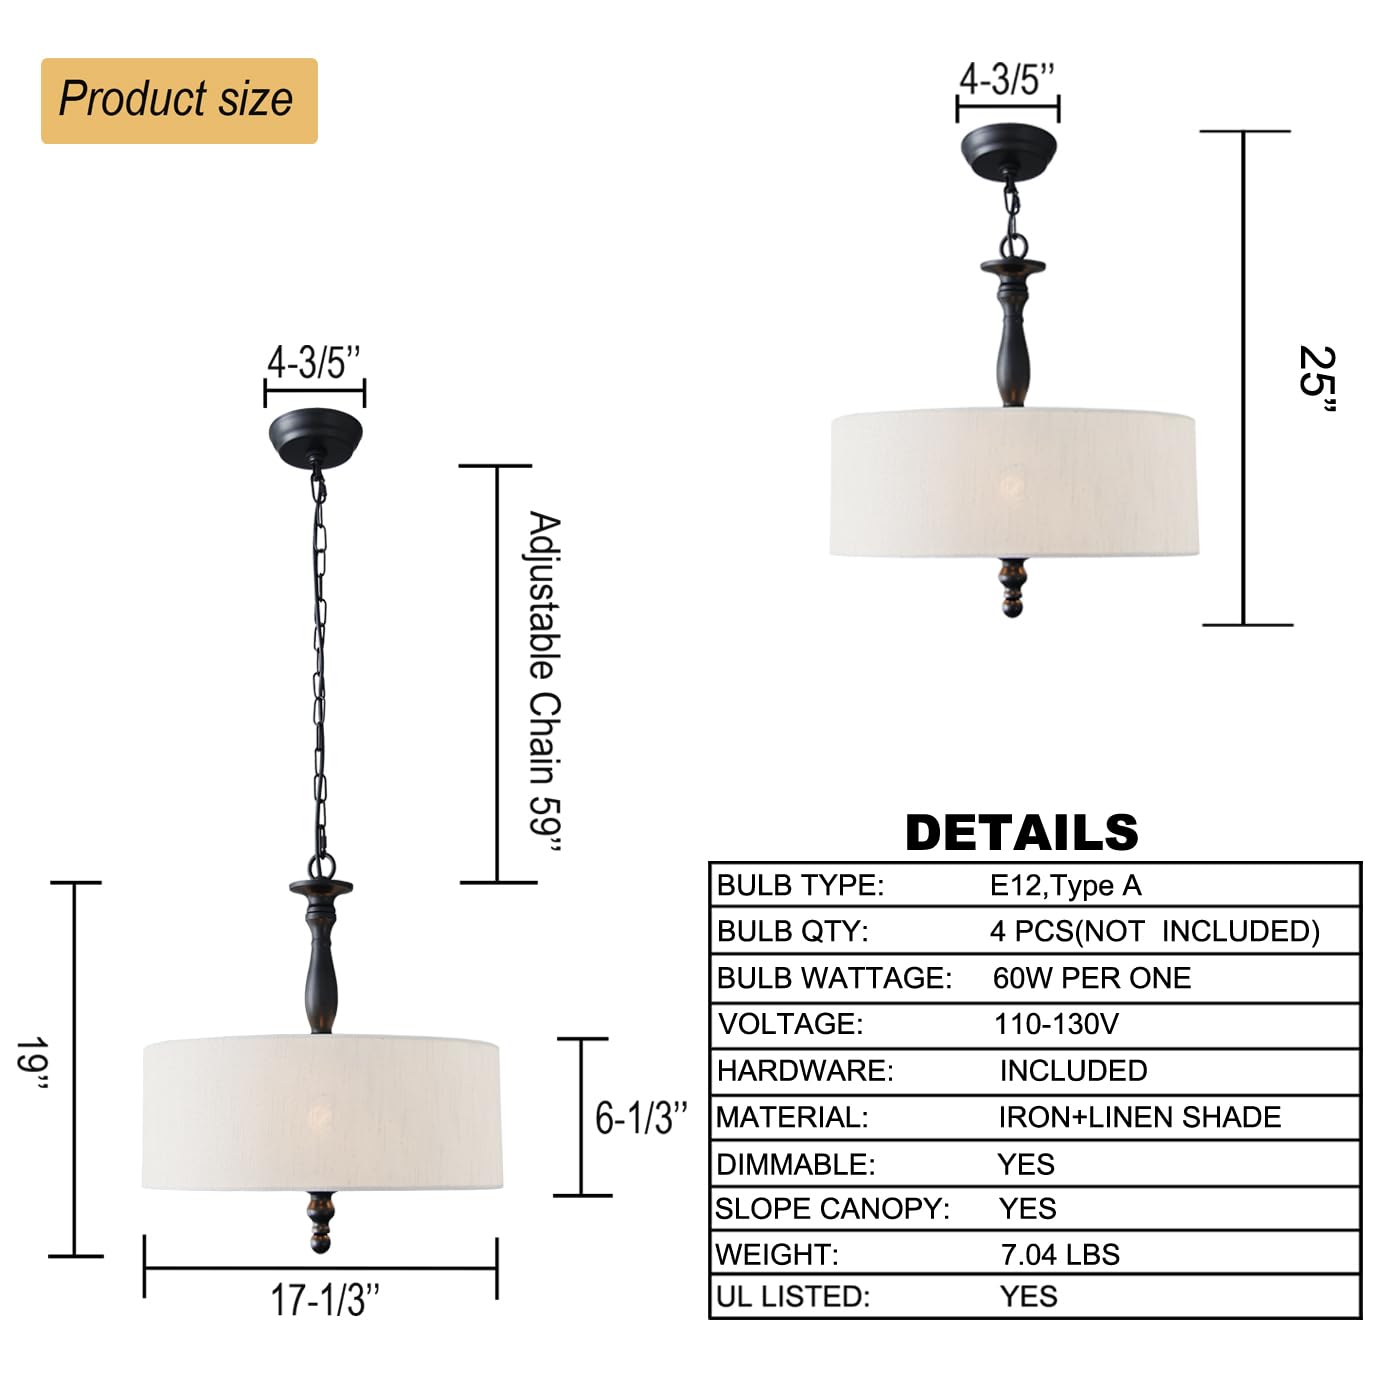 Product size
4-3/5’’
25”
4-3/5’’
Adjustable Chain 59’’
19’’
6-1/3’’
17-1/3’’
DETAILS
BULB TYPE: E12,Type A
BULB QTY: 4 PCS(NOT INCLUDED)
BULB WATTAGE: 60W PER ONE
VOLTAGE: 110-130V
HARDWARE: INCLUDED
MATERIAL: IRON+LINEN SHADE
DIMMABLE: YES
SLOPE CANOPY: YES
WEIGHT: 7.04 LBS
UL LISTED: YES